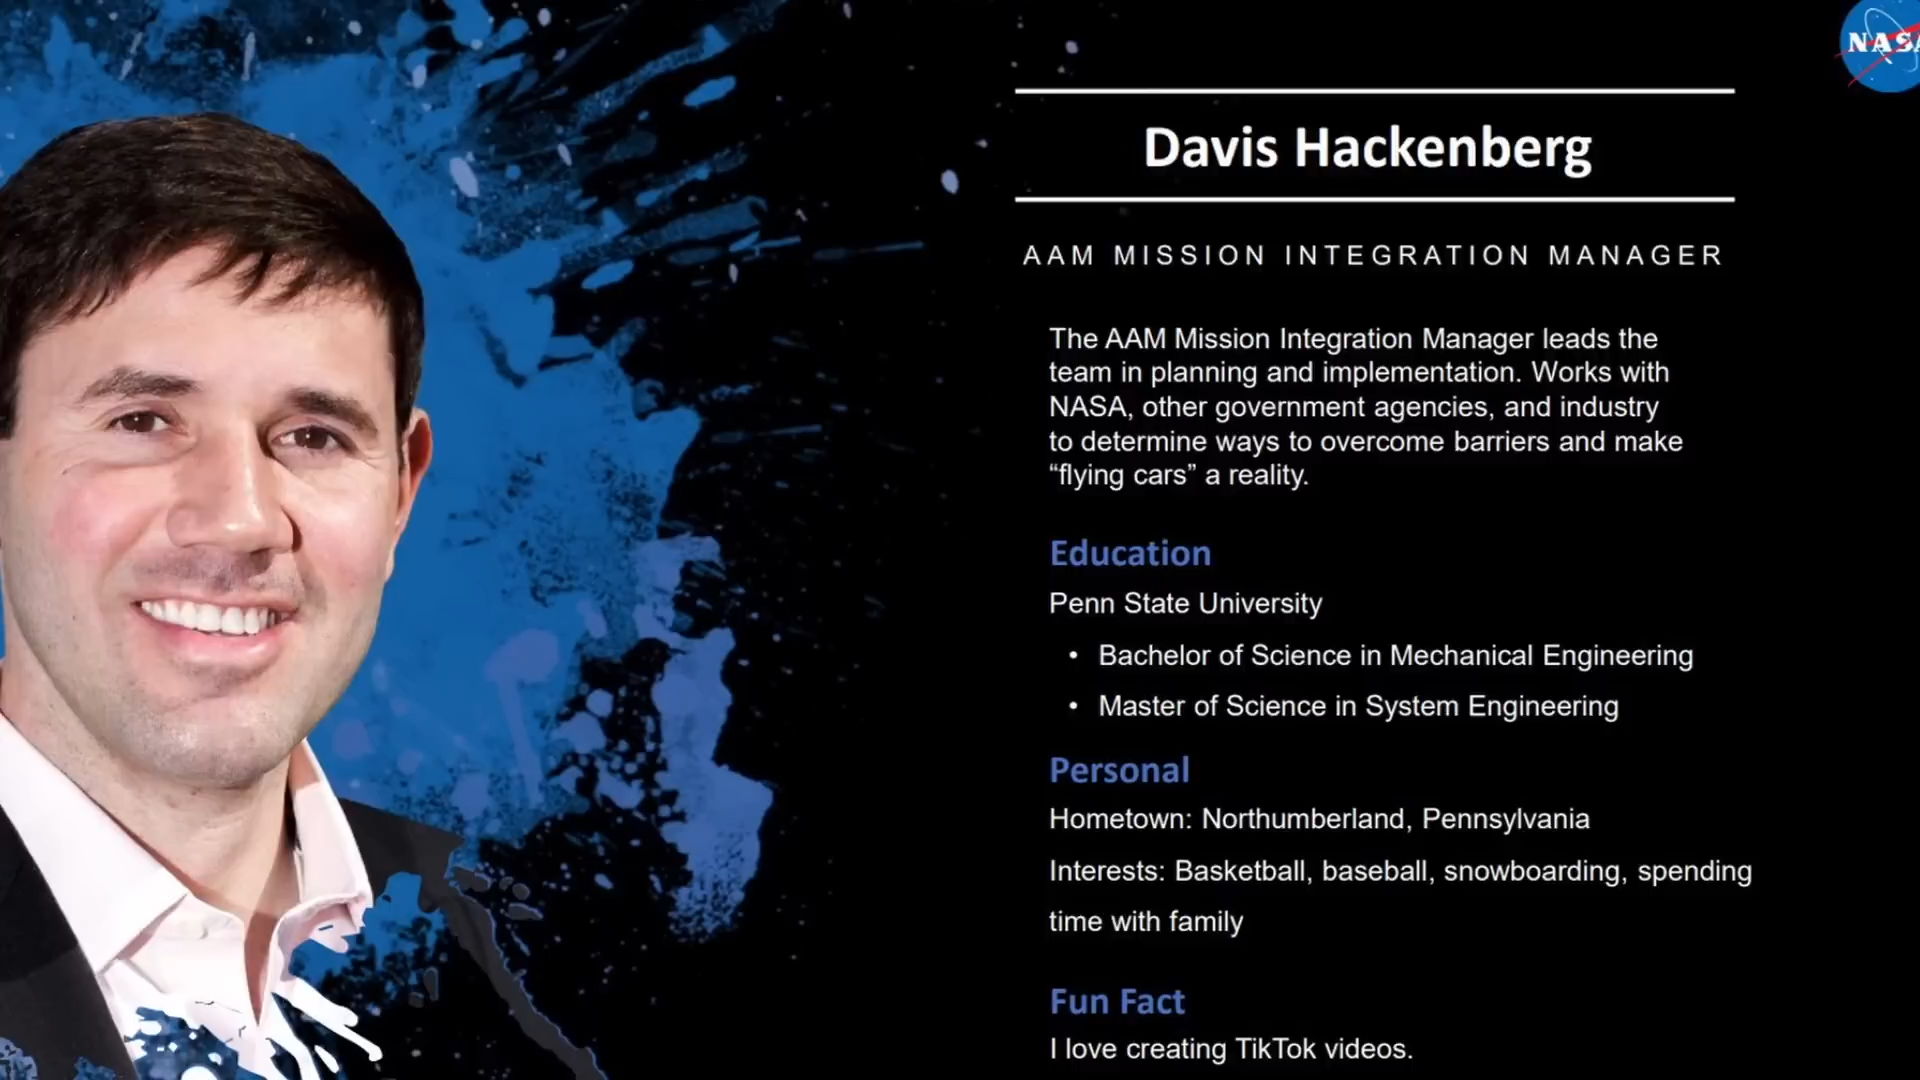 NASA
Davis Hackenberg
AAM MISSION INTEGRATION MANAGER
The AAM Mission Integration Manager leads the
team in planning and implementation. Works with
NASA, other government agencies, and industry
to determine ways to overcome barriers and make
“flying cars” a reality.
Education
Penn State University
• Bachelor of Science in Mechanical Engineering
• Master of Science in System Engineering
Personal
Hometown: Northumberland, Pennsylvania
Interests: Basketball, baseball, snowboarding, spending
time with family
Fun Fact
I love creating TikTok videos.